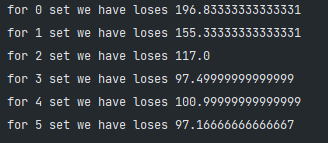 for 0 set we have loses 196.83333333333331
for 1 set we have loses 155.33333333333331
for 2 set we have loses 117.0
for 3 set we have loses 97.49999999999999
for 4 set we have loses 100.99999999999999
for 5 set we have loses 97.16666666666667